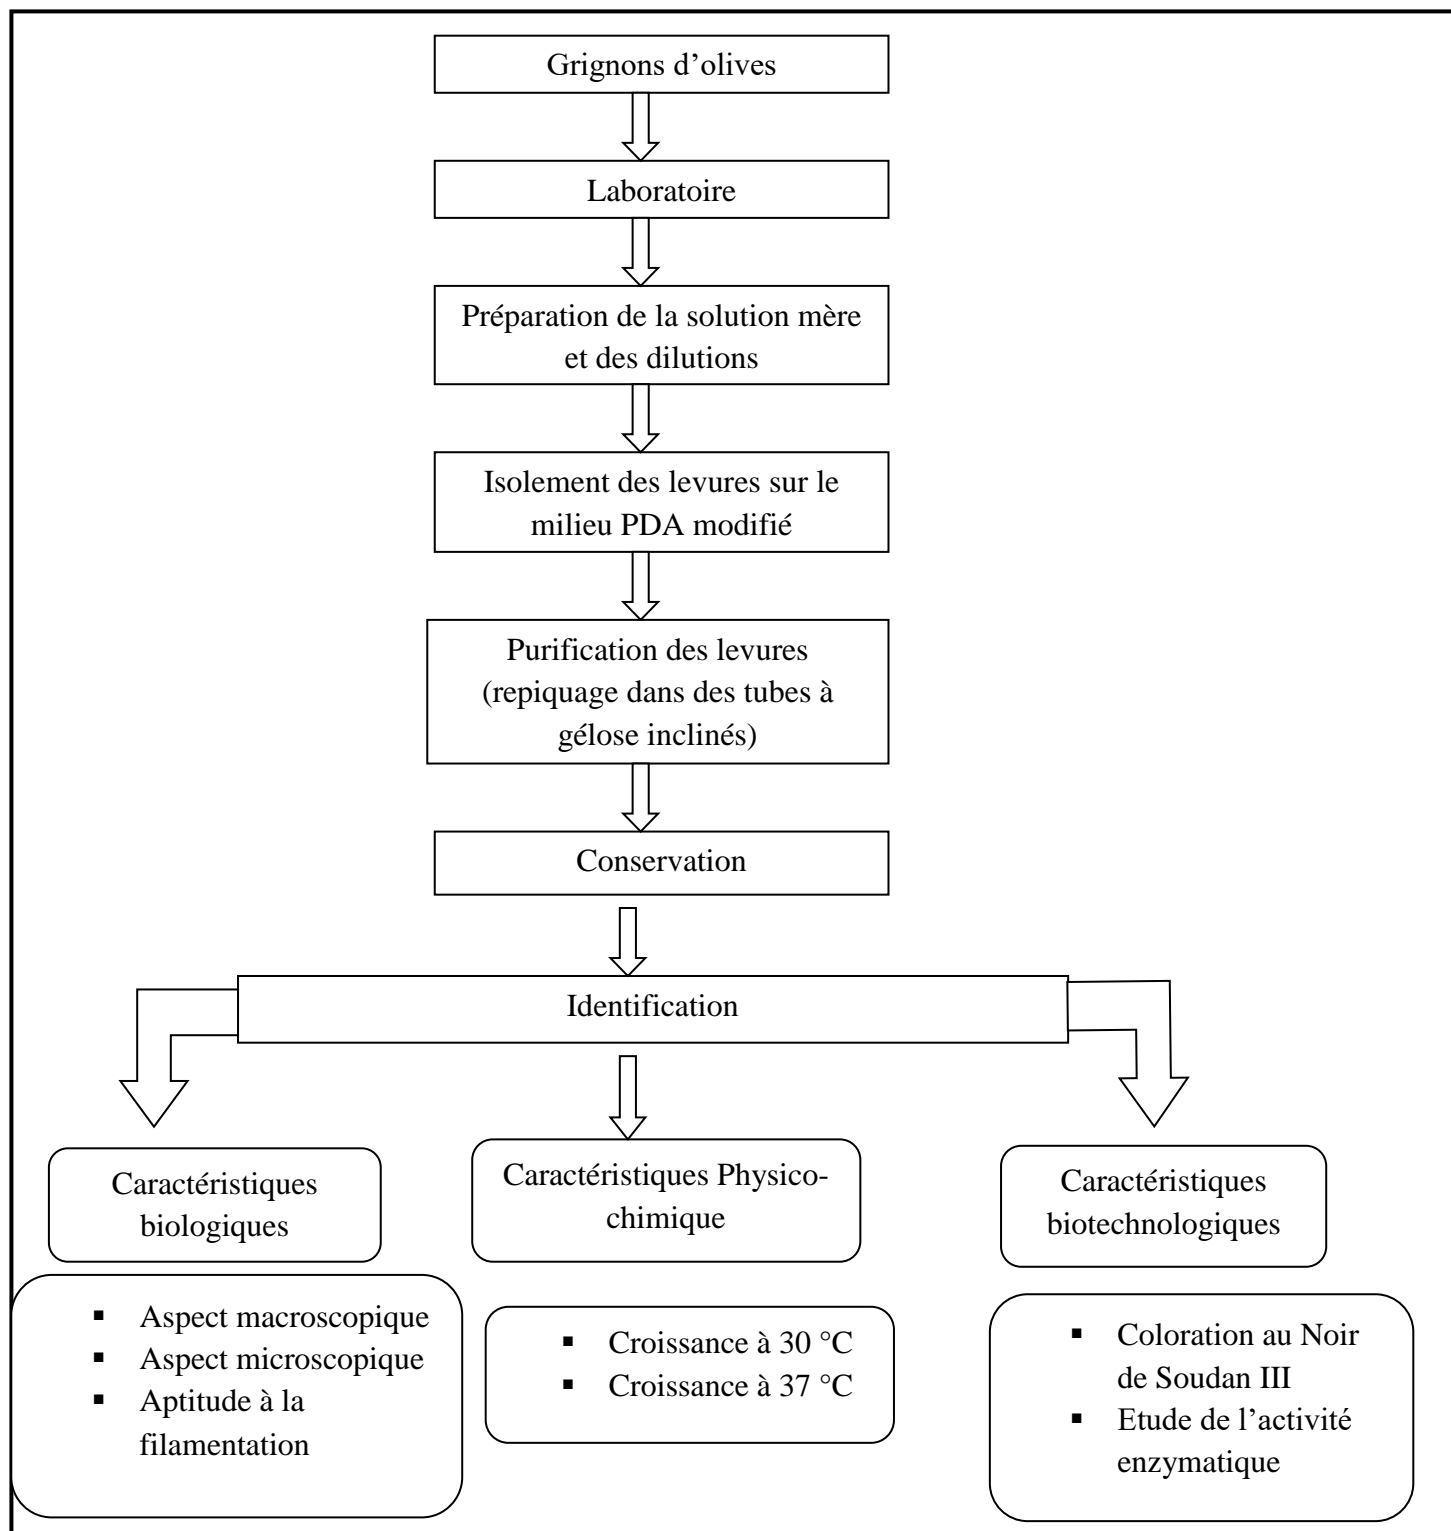 Grignons d’olives
Laboratoire
Préparation de la solution mère
et des dilutions
Isolement des levures sur le
milieu PDA modifié
Purification des levures
(repiquage dans des tubes à
gélose inclinés)
Conservation
Identification
Caractéristiques
biologiques
▪ Aspect macroscopique
▪ Aspect microscopique
▪ Aptitude à la
filamentation
Caractéristiques Physico-
chimique
▪ Croissance à 30 °C
▪ Croissance à 37 °C
Caractéristiques
biotechnologiques
▪ Coloration au Noir
de Soudan III
▪ Etude de l’activité
enzymatique